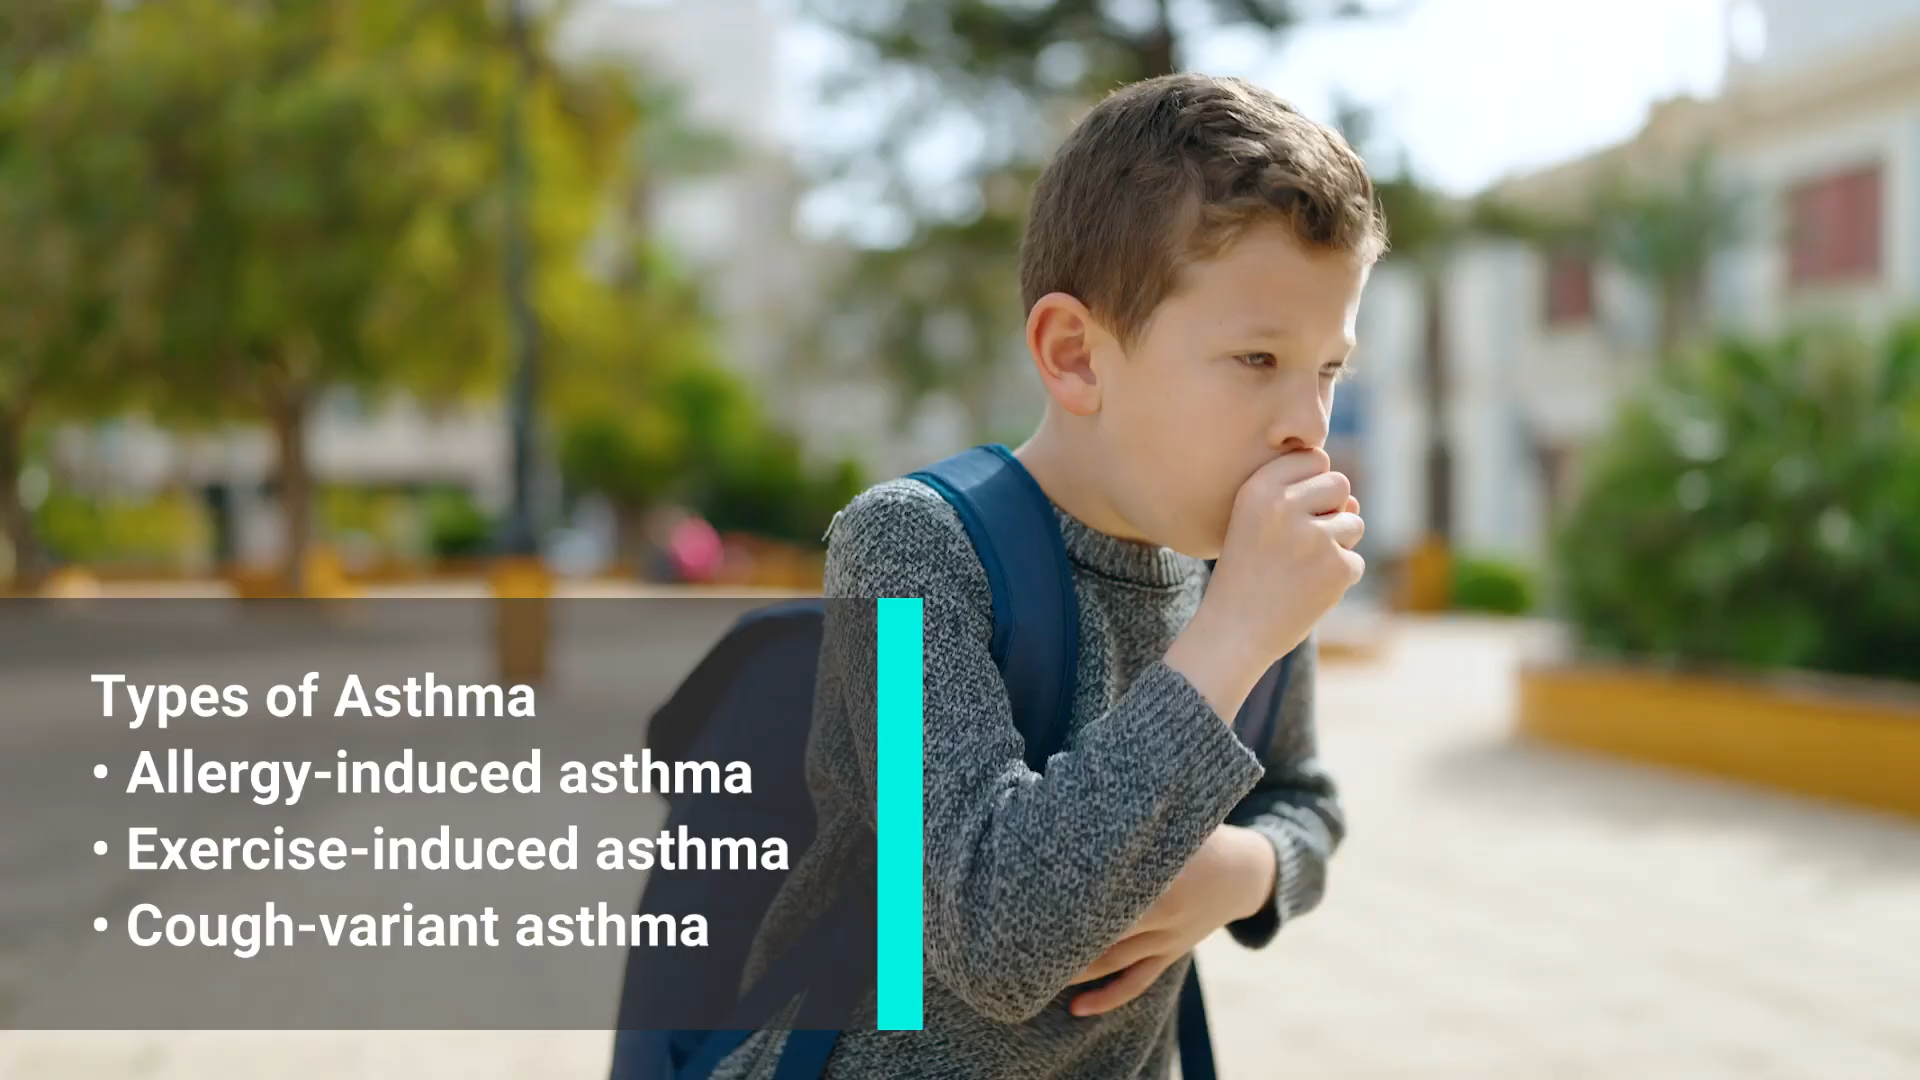 Types of Asthma
• Allergy-induced asthma
• Exercise-induced asthma
• Cough-variant asthma